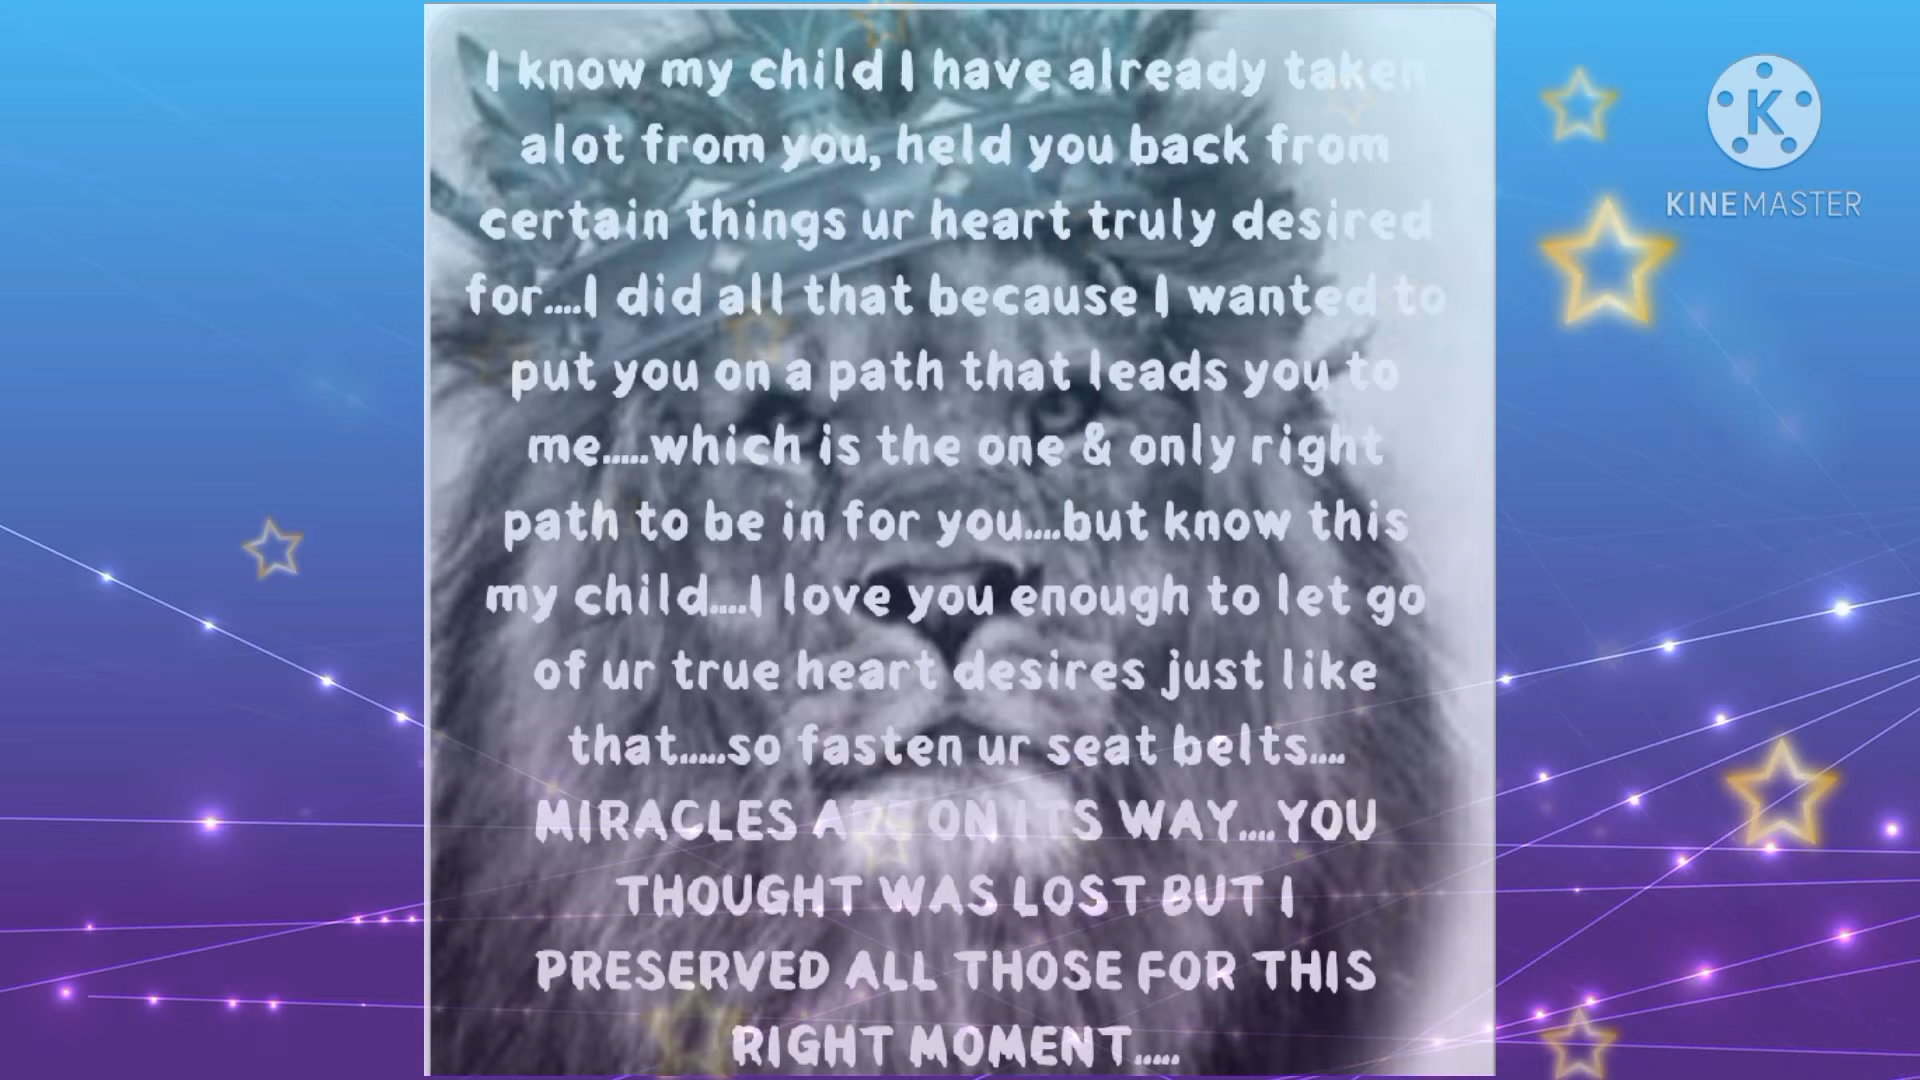 I know my child I have already taken
alot from you, held you back from
certain things ur heart truly desired
for....I did all that because I wanted to
put you on a path that leads you to
me.....which is the one & only right
path to be in for you....but know this
my child....I love you enough to let go
of ur true heart desires just like
that.....so fasten ur seat belts....
MIRACLES ARE ON ITS WAY....YOU
THOUGHT WAS LOST BUT I
PRESERVED ALL THOSE FOR THIS
RIGHT MOMENT.....
K
KINEMASTER